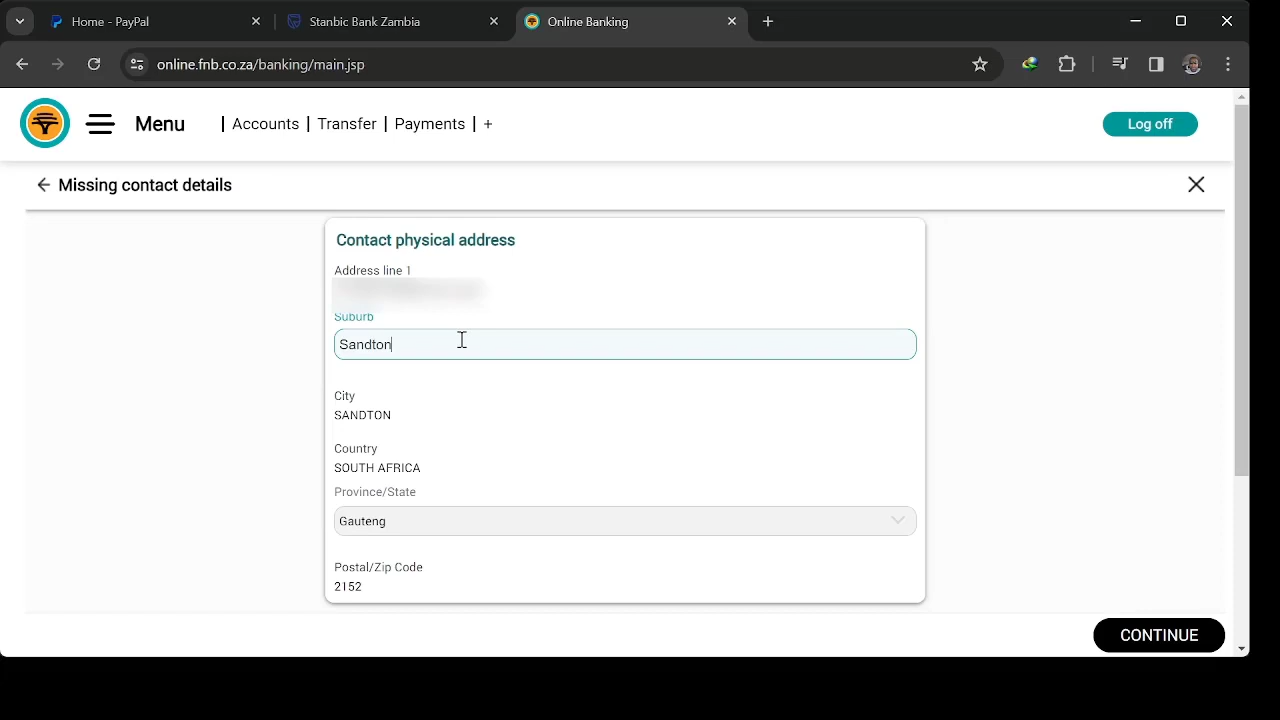 Home - PayPal
Stanbic Bank Zambia
Online Banking
online.fnb.co.za/banking/main.jsp
Menu | Accounts | Transfer | Payments | +
Log off
Missing contact details
Contact physical address
Address line 1
Suburb
Sandton
City
SANDTON
Country
SOUTH AFRICA
Province/State
Gauteng
Postal/Zip Code
2152
CONTINUE